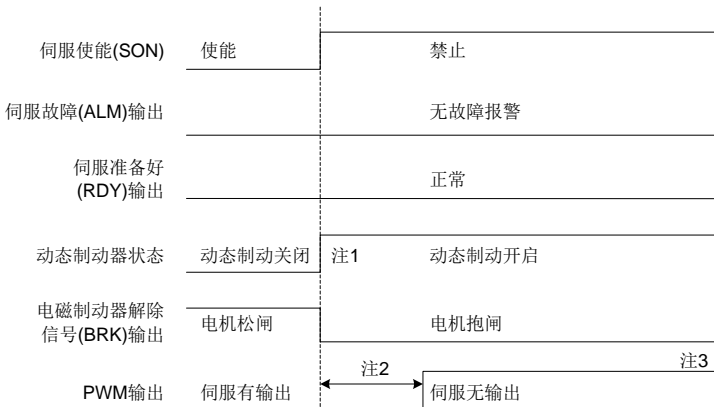 伺服使能(SON) 使能 禁止
伺服故障(ALM)输出 无故障报警
伺服准备好
(RDY)输出 正常
动态制动器状态 动态制动关闭 注1 动态制动开启
电磁制动器解除
信号(BRK)输出 电机松闸 电机抱闸
注2 注3
PWM输出 伺服有输出 伺服无输出